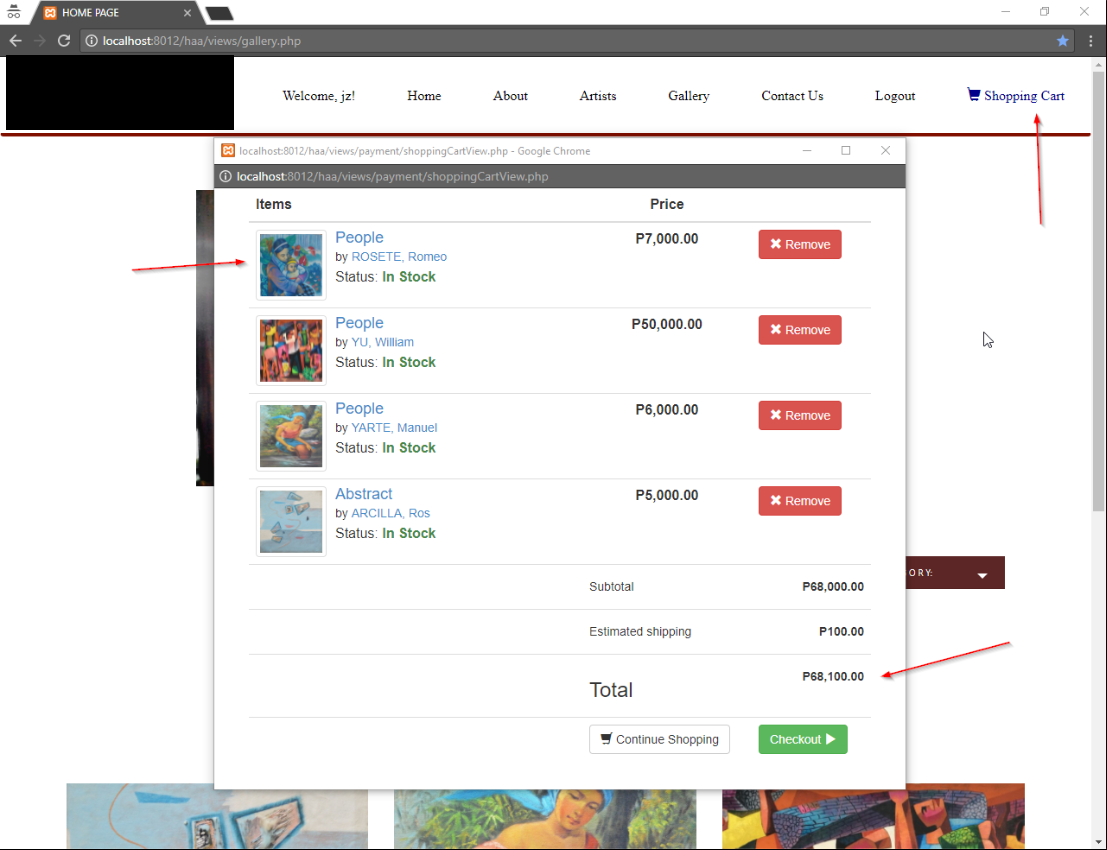 HOME PAGE
localhost:8012/haa/views/gallery.php
Welcome, jz! Home About Artists Gallery Contact Us Logout Shopping Cart
localhost:8012/haa/views/payment/shoppingCartView.php - Google Chrome
localhost:8012/haa/views/payment/shoppingCartView.php
Items Price
People P7,000.00 Remove
by ROSETE, Romeo
Status: In Stock
People P50,000.00 Remove
by YU, William
Status: In Stock
People P6,000.00 Remove
by YARTE, Manuel
Status: In Stock
Abstract P5,000.00 Remove
by ARCILLA, Ros
Status: In Stock
ORY:
Subtotal P68,000.00
Estimated shipping P100.00
Total P68,100.00
Continue Shopping Checkout